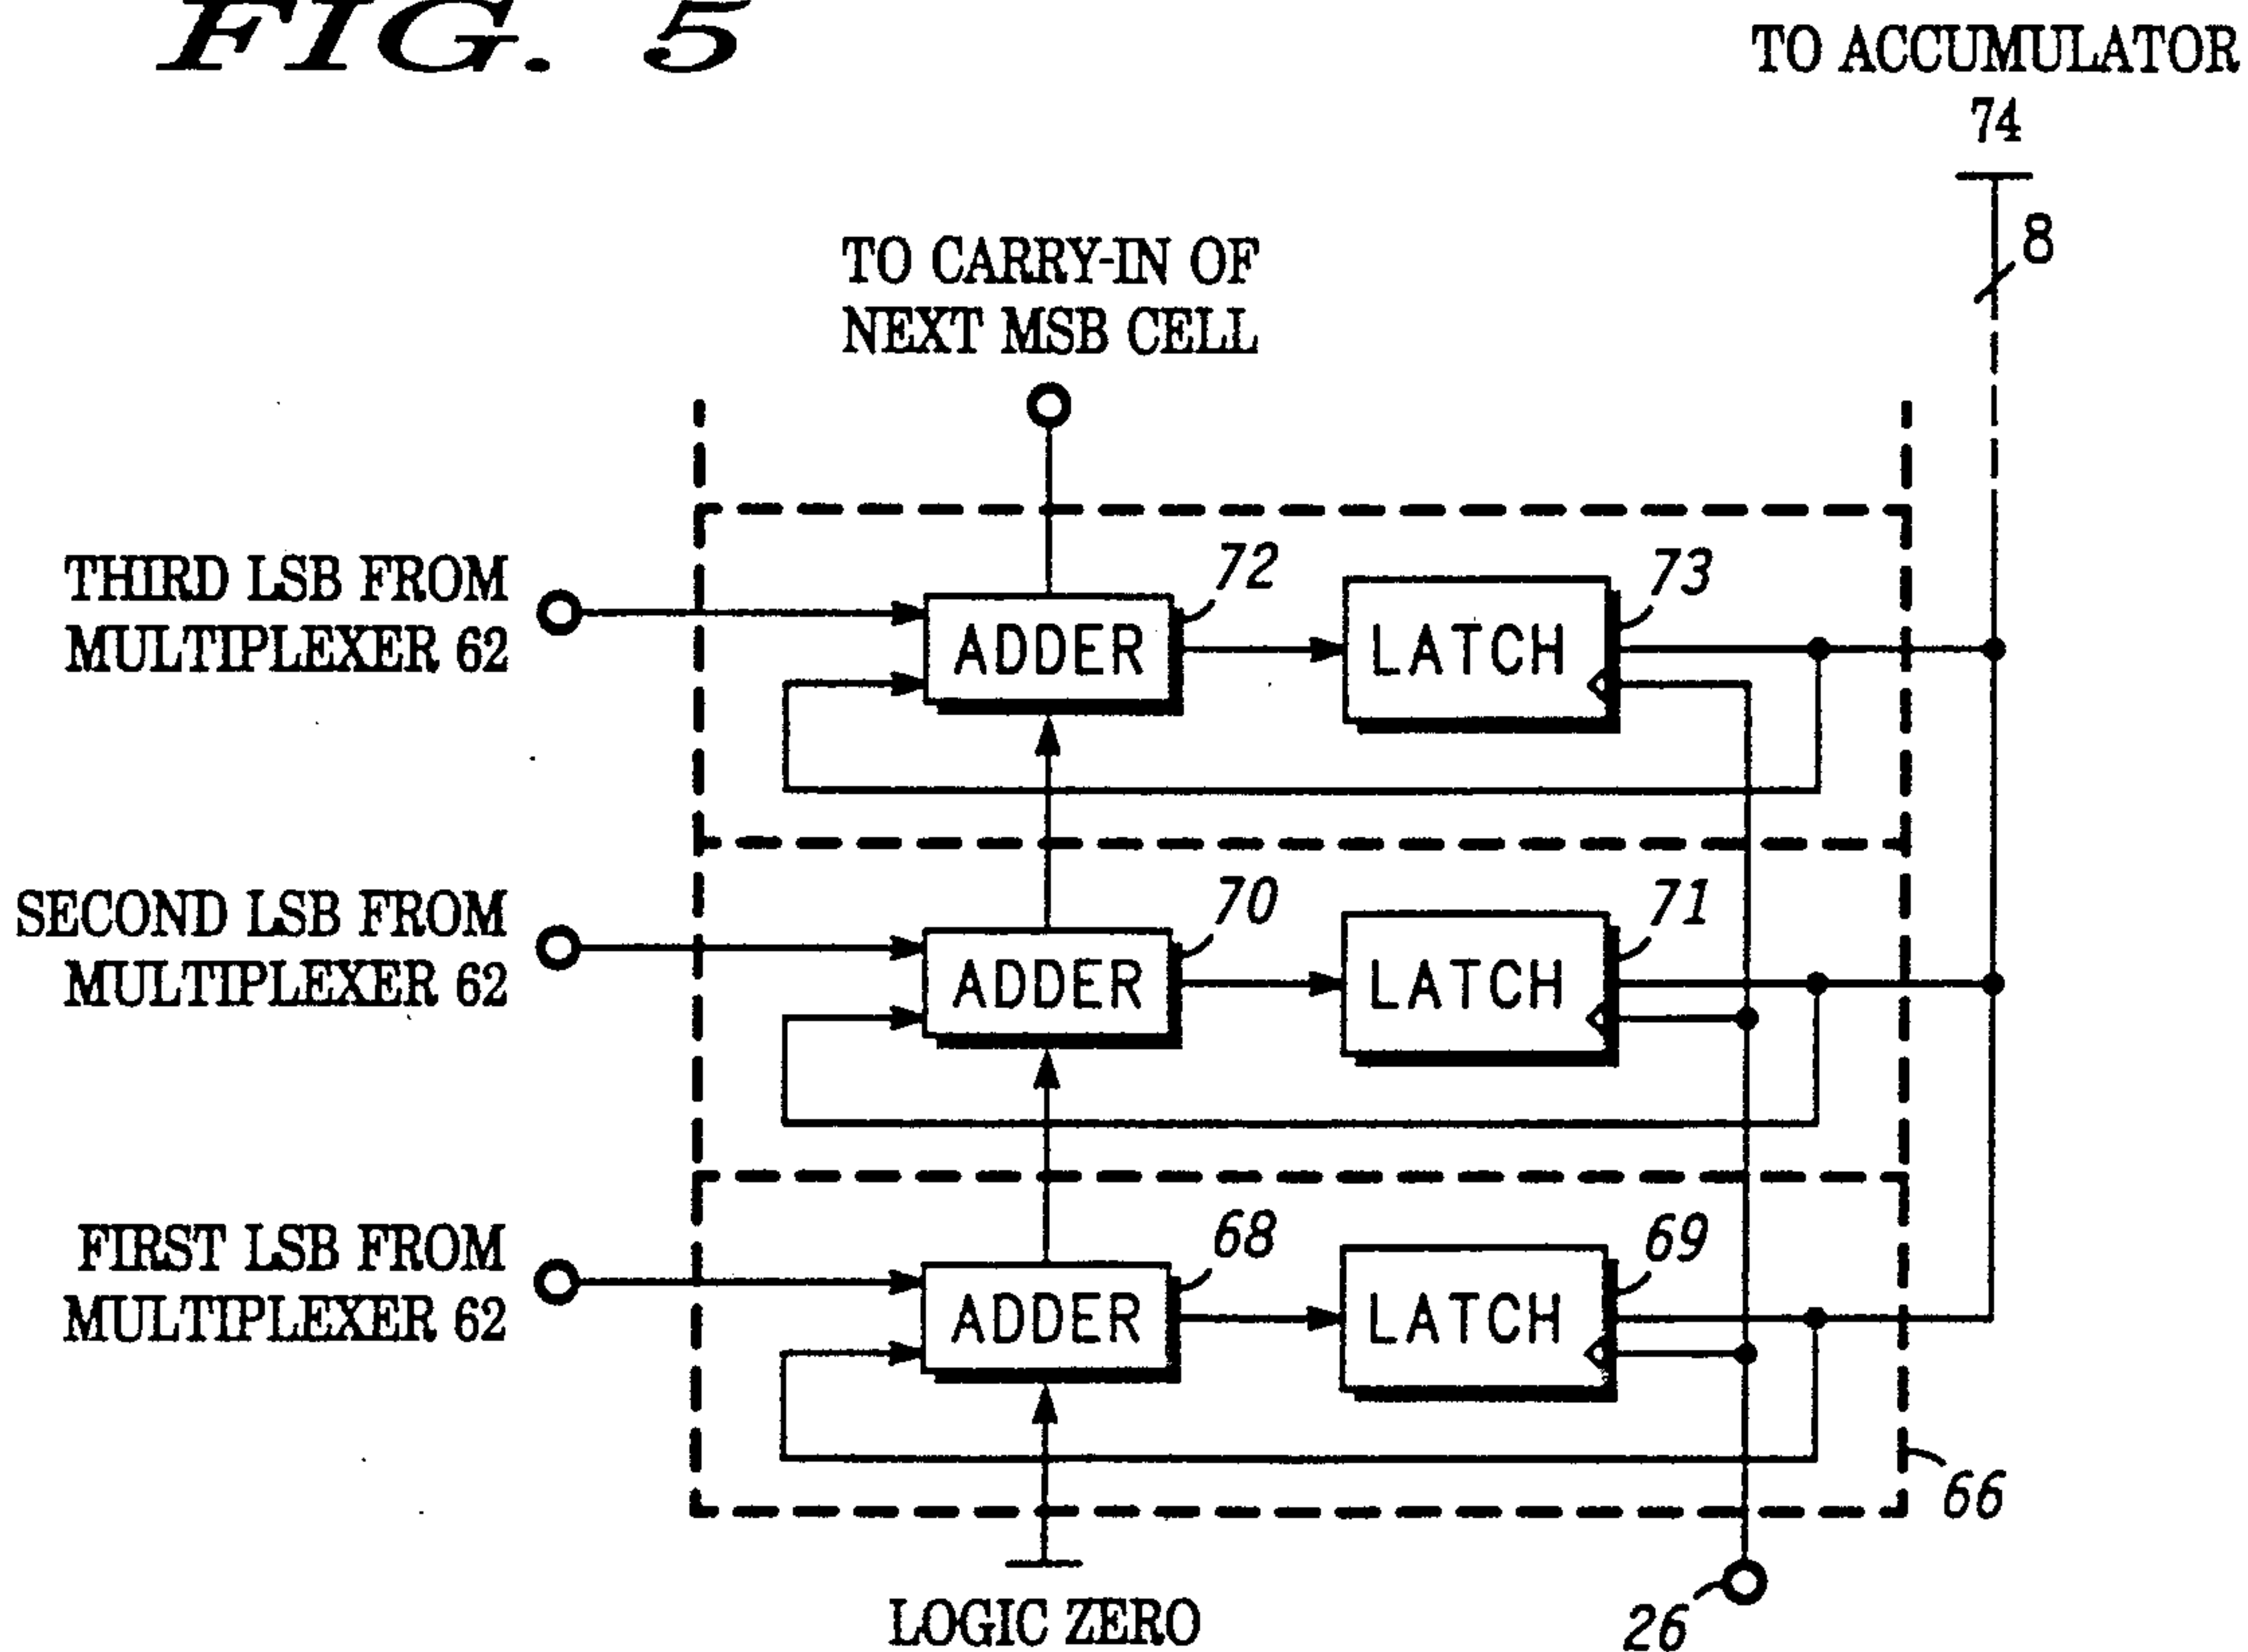 FIG. 5
TO ACCUMULATOR
74
8
TO CARRY-IN OF
NEXT MSB CELL
THIRD LSB FROM
MULTIPLEXER 62
ADDER
72
LATCH
73
SECOND LSB FROM
MULTIPLEXER 62
ADDER
70
LATCH
71
FIRST LSB FROM
MULTIPLEXER 62
ADDER
68
LATCH
69
66
LOGIC ZERO
26